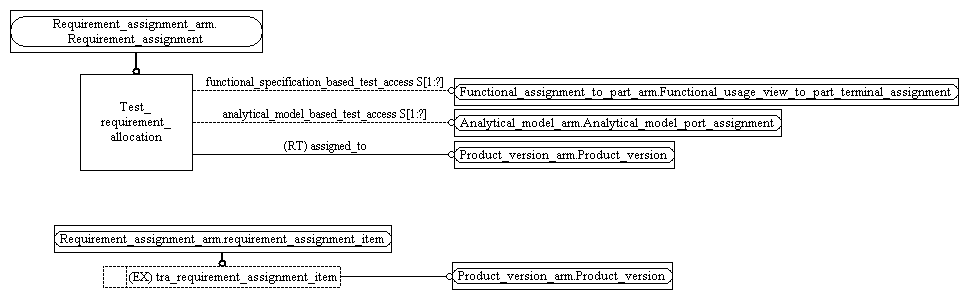 Requirement_assignment_arm.
Requirement_assignment
functional_specification_based_test_access S[1:?]
Functional_assignment_to_part_arm.Functional_usage_view_to_part_terminal_assignment
Test_
requirement_
allocation
analytical_model_based_test_access S[1:?]
Analytical_model_arm.Analytical_model_port_assignment
(RT) assigned_to
Product_version_arm.Product_version
Requirement_assignment_arm.requirement_assignment_item
(EX) tra_requirement_assignment_item
Product_version_arm.Product_version